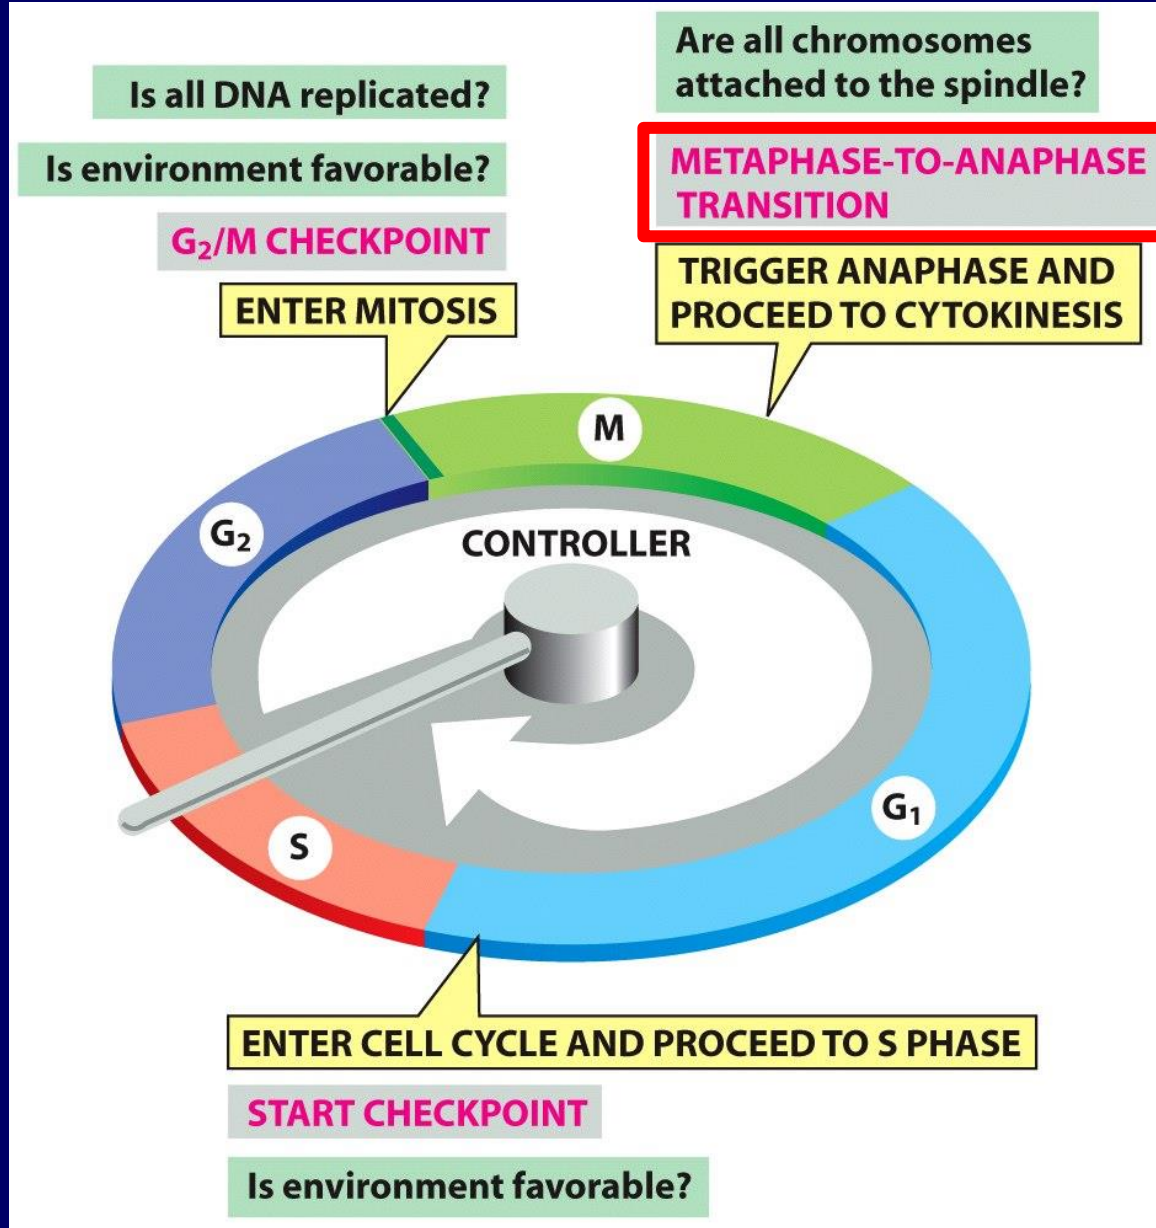 Is all DNA replicated?
Is environment favorable?
G₂/M CHECKPOINT
ENTER MITOSIS
Are all chromosomes
attached to the spindle?
METAPHASE-TO-ANAPHASE
TRANSITION
TRIGGER ANAPHASE AND
PROCEED TO CYTOKINESIS
M
G₂
CONTROLLER
G₁
S
ENTER CELL CYCLE AND PROCEED TO S PHASE
START CHECKPOINT
Is environment favorable?